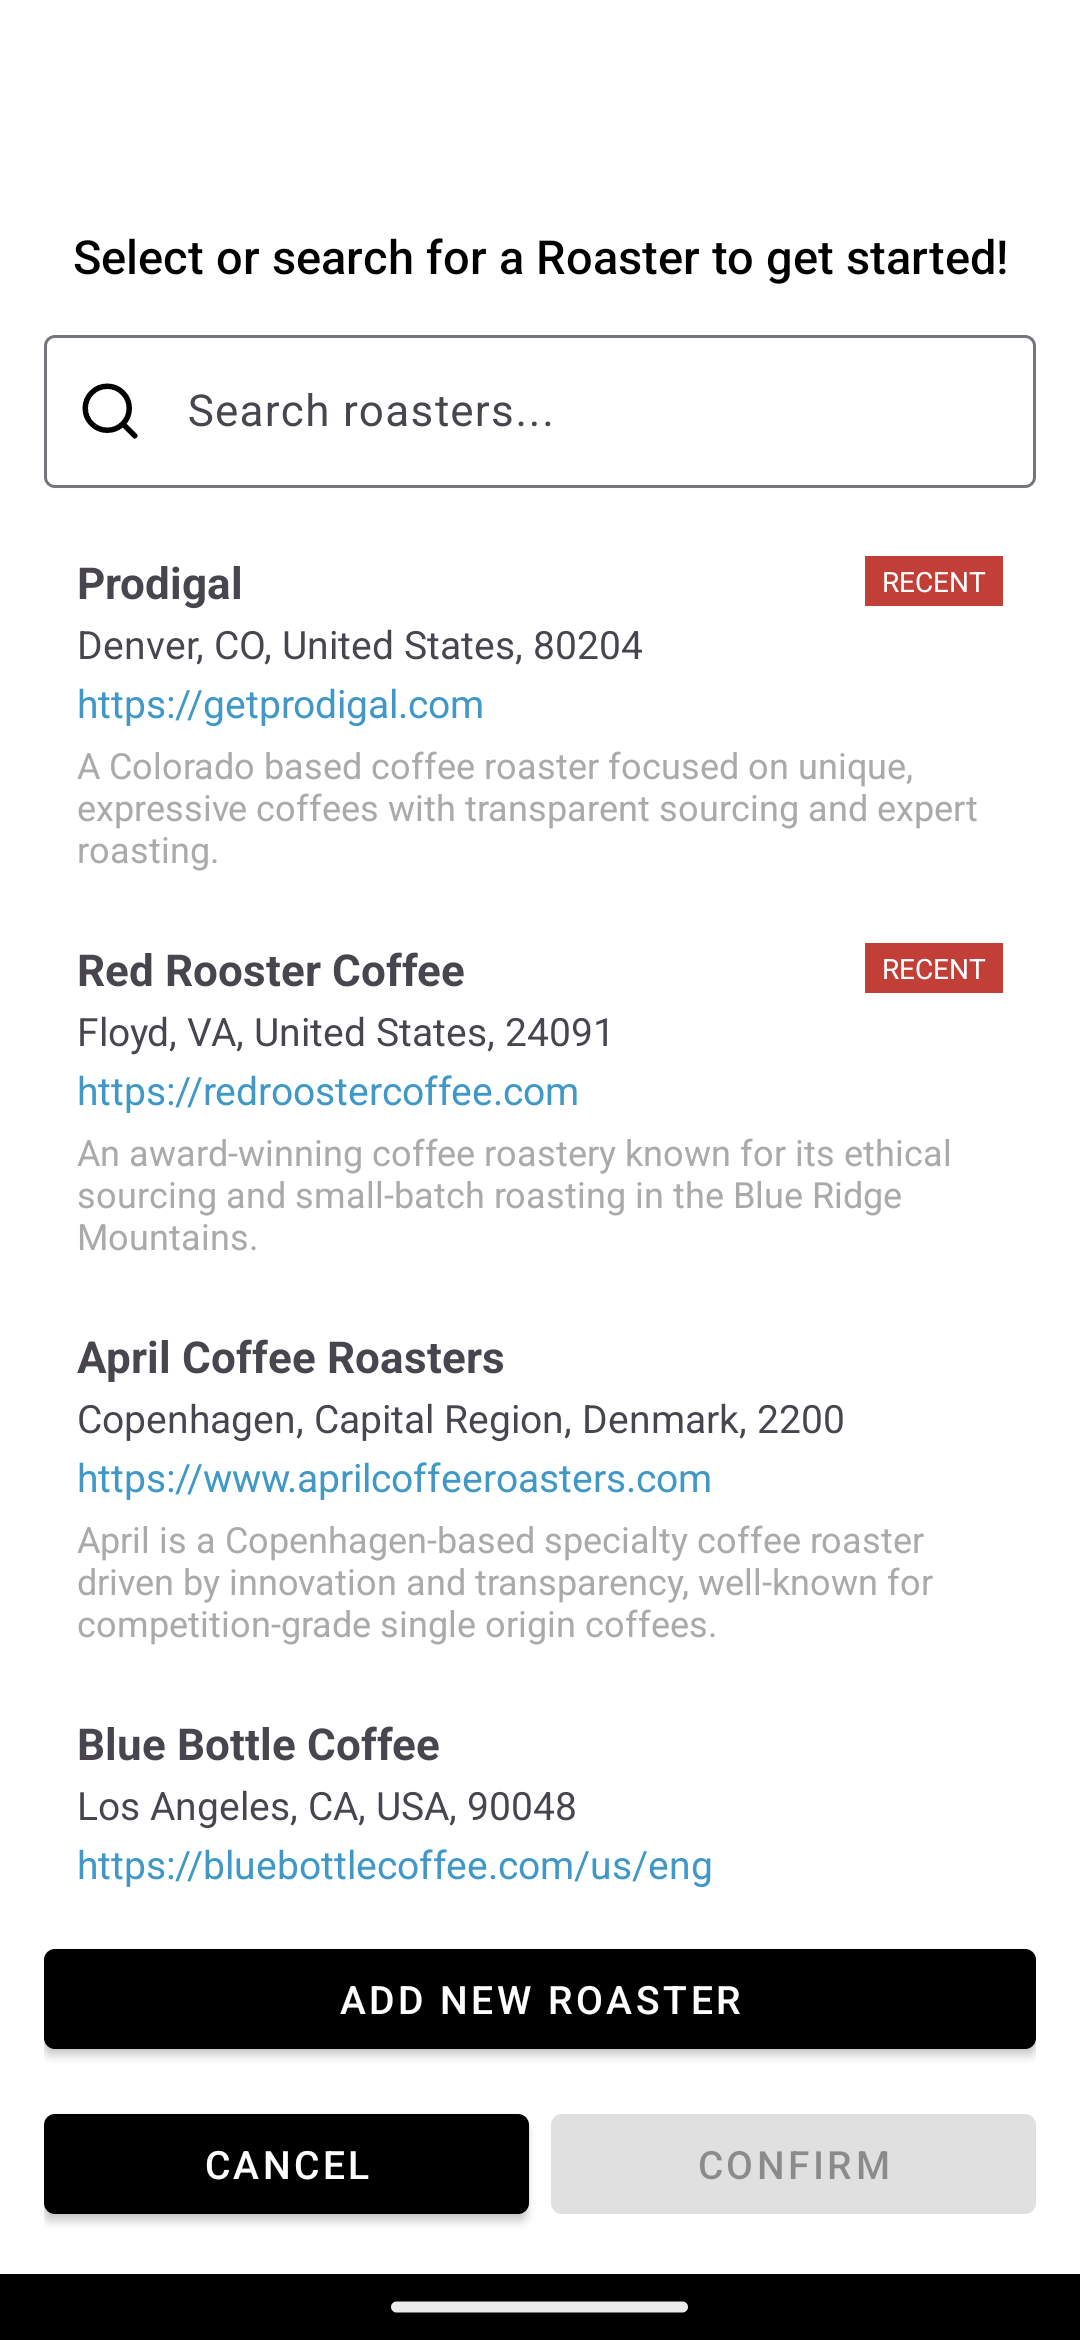 Select or search for a Roaster to get started!
Search roasters...
Prodigal
RECENT
Denver, CO, United States, 80204
https://getprodigal.com
A Colorado based coffee roaster focused on unique,
expressive coffees with transparent sourcing and expert
roasting.
Red Rooster Coffee
RECENT
Floyd, VA, United States, 24091
https://redroostercoffee.com
An award-winning coffee roastery known for its ethical
sourcing and small-batch roasting in the Blue Ridge
Mountains.
April Coffee Roasters
Copenhagen, Capital Region, Denmark, 2200
https://www.aprilcoffeeroasters.com
April is a Copenhagen-based specialty coffee roaster
driven by innovation and transparency, well-known for
competition-grade single origin coffees.
Blue Bottle Coffee
Los Angeles, CA, USA, 90048
https://bluebottlecoffee.com/us/eng
ADD NEW ROASTER
CANCEL
CONFIRM